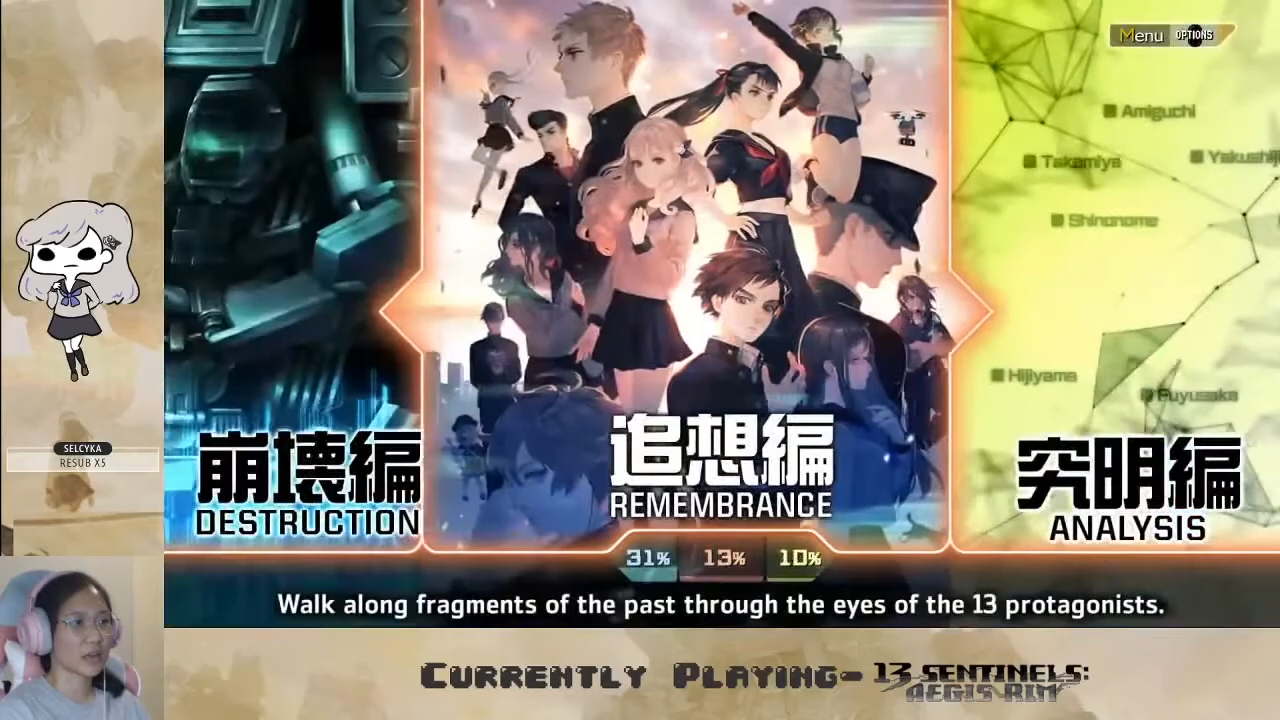 Menu OPTIONS
Amiguchi
Takamiya
Yakushij
Shinonome
Hijiyama
Fuyusaka
崩壊編
DESTRUCTION
追想編
REMEMBRANCE
究明編
ANALYSIS
SELCYKA
RESUB X5
31% 13% 10%
Walk along fragments of the past through the eyes of the 13 protagonists.
Currently Playing- 13 SENTINELS:
AEGIS RIM